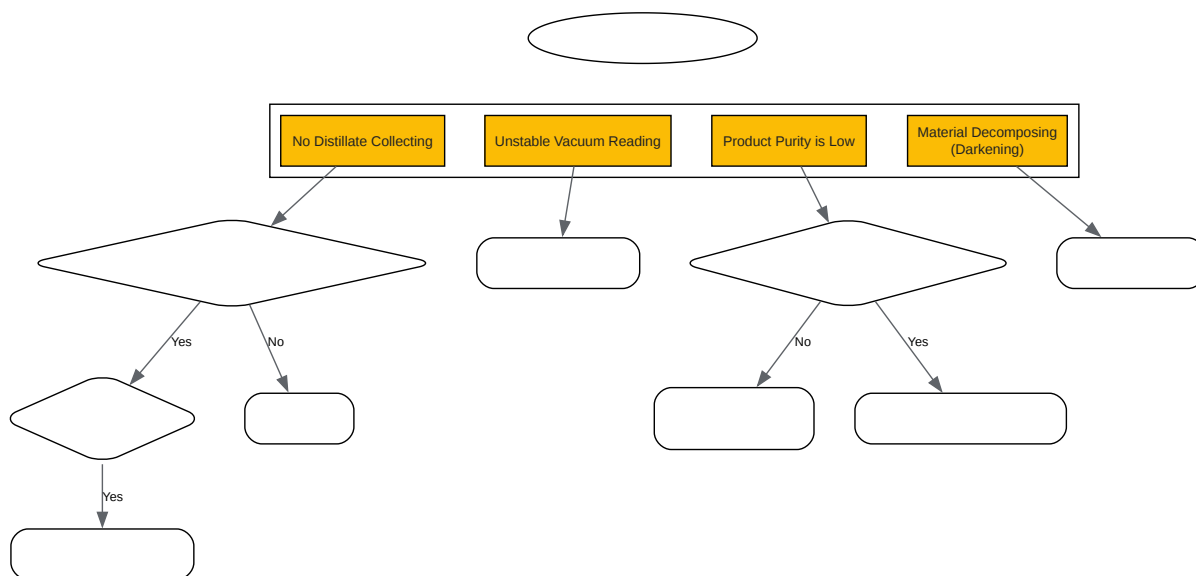 No Distillate Collecting
Unstable Vacuum Reading
Product Purity is Low
Material Decomposing
(Darkening)
Yes
No
No
Yes
Yes